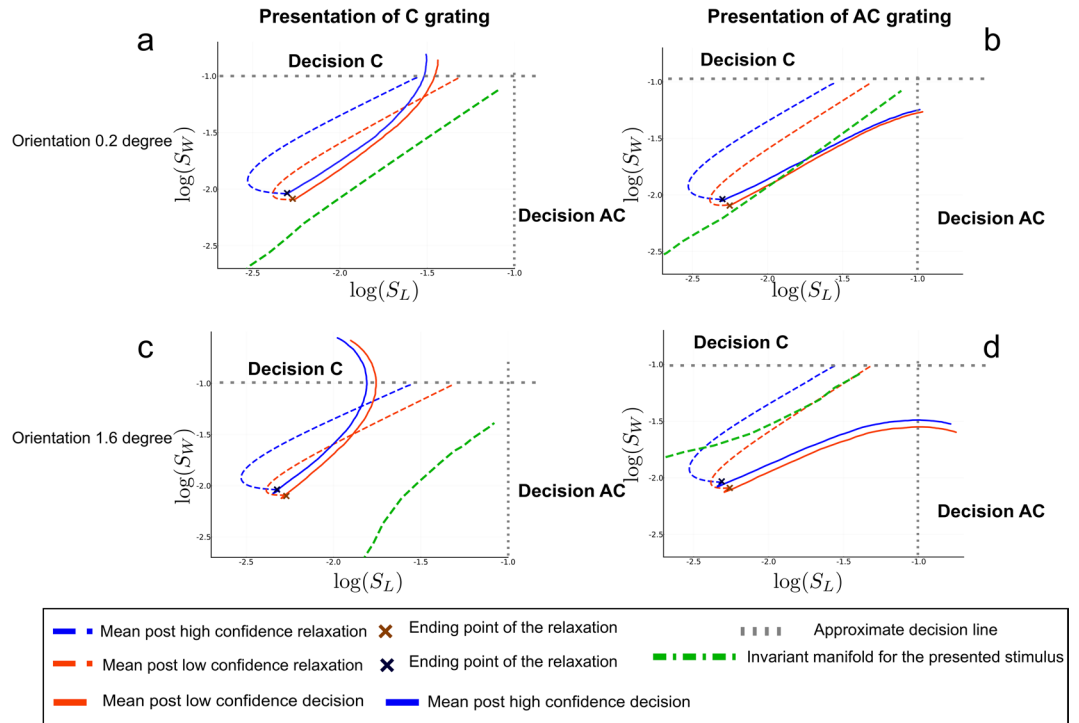 Presentation of C grating
Presentation of AC grating
a
b
Decision C
Decision C
-1.0
-1.5
-2.0
-2.5
log(S_W)
-1.0
-1.5
-2.0
-2.5
log(S_W)
Orientation 0.2 degree
Decision AC
Decision AC
-2.5 -2.0 -1.5 -1.0
-2.5 -2.0 -1.5 -1.0
log(S_L)
log(S_L)
c
d
Decision C
Decision C
-1.0
-1.5
-2.0
-2.5
log(S_W)
-1.0
-1.5
-2.0
-2.5
log(S_W)
Orientation 1.6 degree
Decision AC
Decision AC
-2.5 -2.0 -1.5 -1.0
-2.5 -2.0 -1.5 -1.0
log(S_L)
log(S_L)
Mean post high confidence relaxation
Ending point of the relaxation
Approximate decision line
Mean post low confidence relaxation
Ending point of the relaxation
Invariant manifold for the presented stimulus
Mean post low confidence decision
Mean post high confidence decision